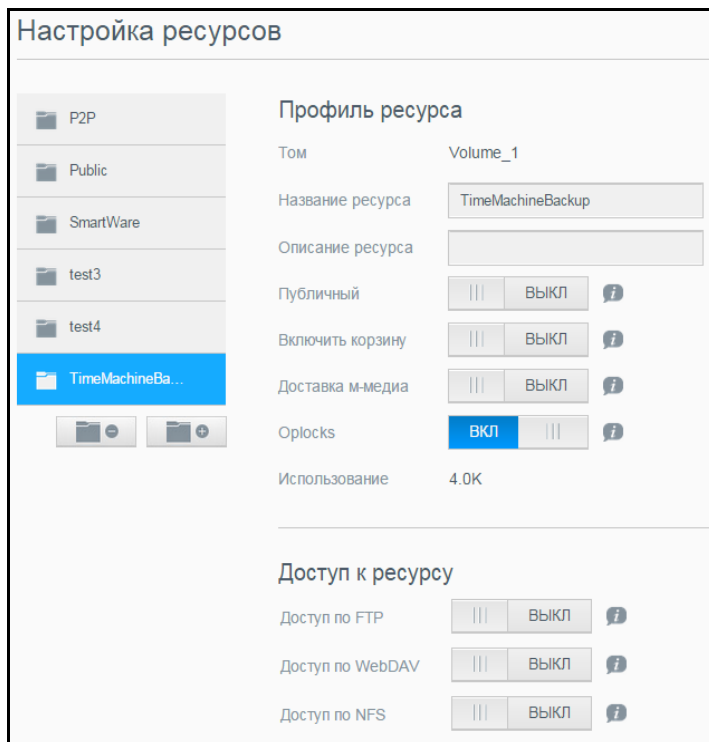 Настройка ресурсов
P2P
Public
SmartWare
test3
test4
TimeMachineBa...
Профиль ресурса
Том Volume_1
Название ресурса TimeMachineBackup
Описание ресурса
Публичный ВЫКЛ
Включить корзину ВЫКЛ
Доставка м-медиа ВЫКЛ
Oplocks ВКЛ
Использование 4.0K
Доступ к ресурсу
Доступ по FTP ВЫКЛ
Доступ по WebDAV ВЫКЛ
Доступ по NFS ВЫКЛ